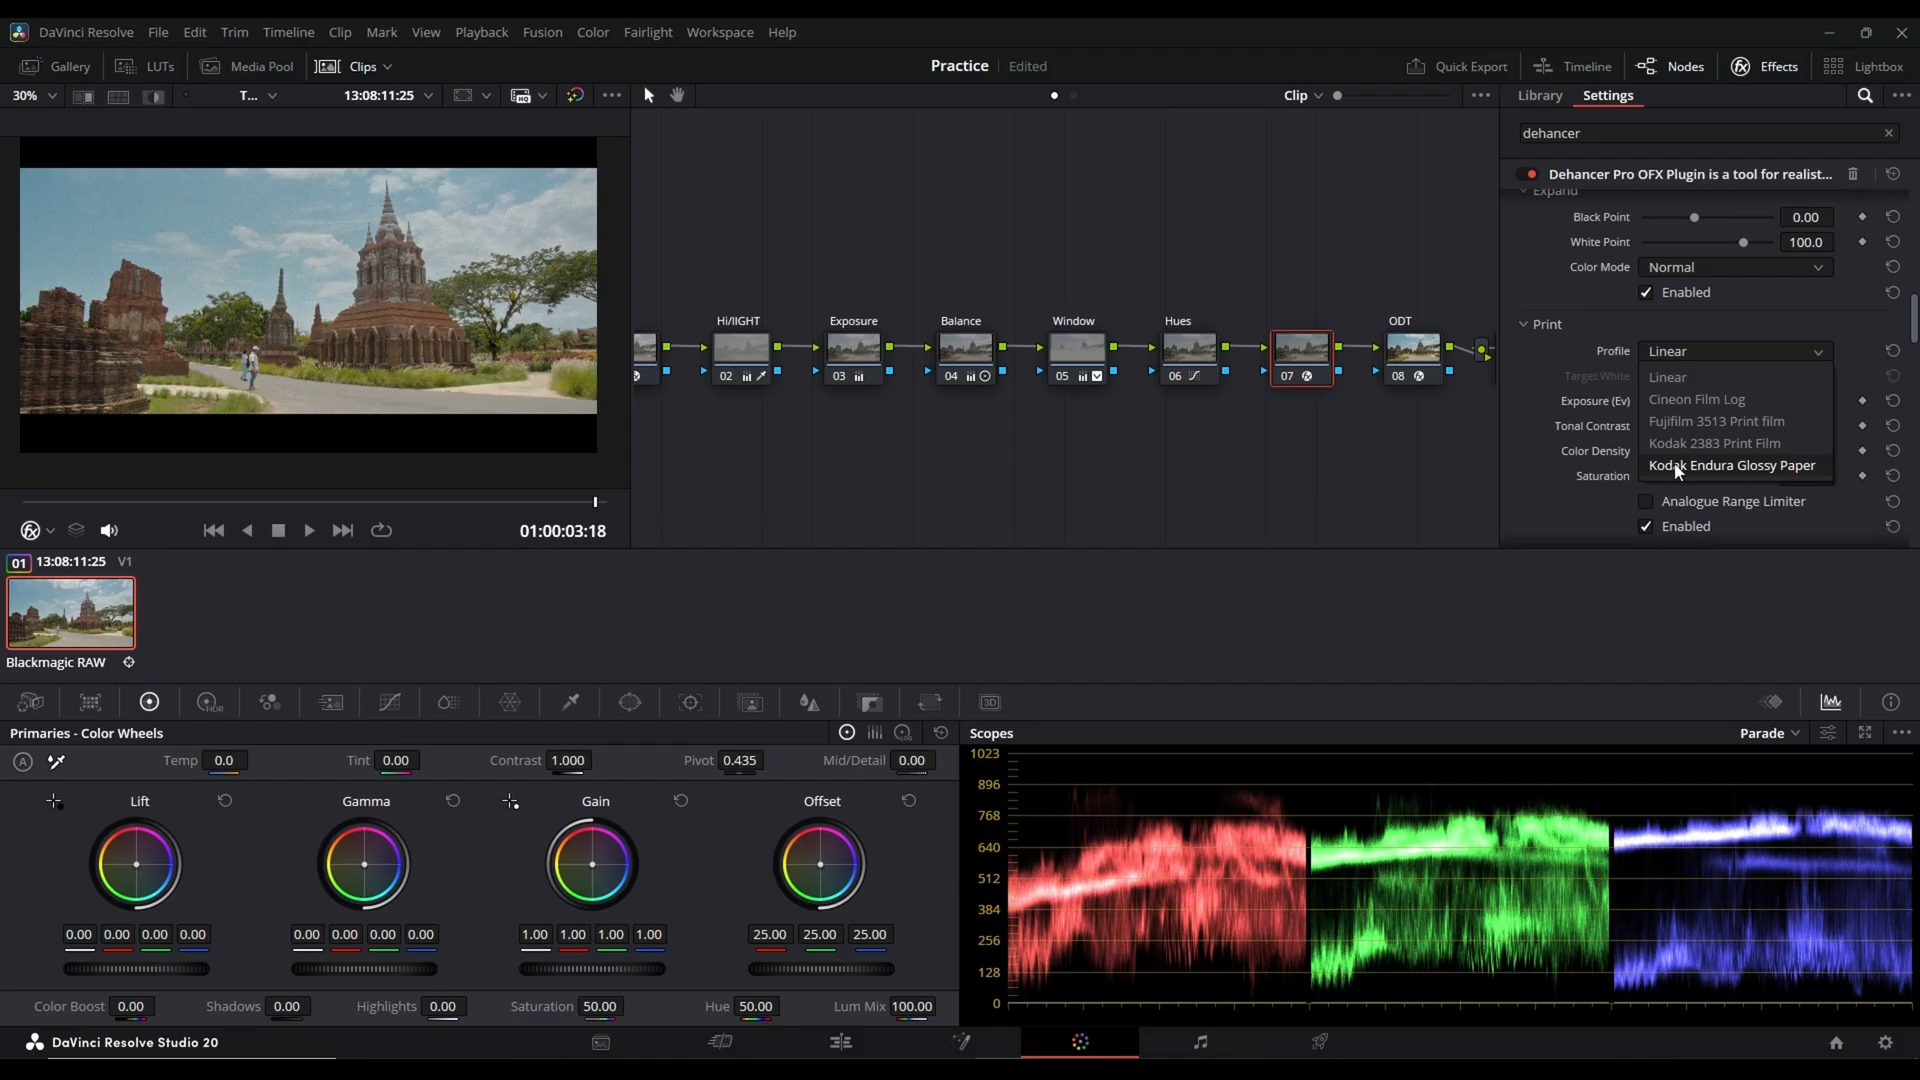 DaVinci Resolve File Edit Trim Timeline Clip Mark View Playback Fusion Color Fairlight Workspace Help
Gallery LUTs Media Pool Clips Practice Edited Quick Export Timeline Nodes Effects Lightbox
30% T... 13:08:11:25 Clip Library Settings
dehancer
Dehancer Pro OFX Plugin is a tool for realist...
Expand
Black Point 0.00
White Point 100.0
Color Mode Normal
Enabled
Print
Profile Linear
Target White Linear
Exposure (Ev) Cineon Film Log
Tonal Contrast Fujifilm 3513 Print film
Color Density Kodak 2383 Print Film
Saturation Kodak Endura Glossy Paper
Analogue Range Limiter
Enabled
Hi/lIGHT Exposure Balance Window Hues ODT
02 03 04 05 06 07 08
01:00:03:18
01 13:08:11:25 V1
Blackmagic RAW
HDR 3D
Primaries - Color Wheels LOG
A Temp 0.0 Tint 0.00 Contrast 1.000 Pivot 0.435 Mid/Detail 0.00
Lift Gamma Gain Offset
0.00 0.00 0.00 0.00 0.00 0.00 0.00 0.00 1.00 1.00 1.00 1.00 25.00 25.00 25.00
Color Boost 0.00 Shadows 0.00 Highlights 0.00 Saturation 50.00 Hue 50.00 Lum Mix 100.00
Scopes Parade
1023
896
768
640
512
384
256
128
0
DaVinci Resolve Studio 20